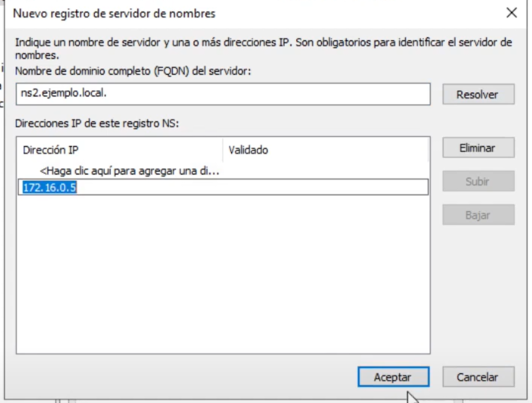 Nuevo registro de servidor de nombres
Indique un nombre de servidor y una o más direcciones IP. Son obligatorios para identificar el servidor de
nombres.
Nombre de dominio completo (FQDN) del servidor:
ns2.ejemplo.local.
Resolver
Direcciones IP de este registro NS:
Dirección IP Validado
Eliminar
<Haga clic aquí para agregar una di...
172.16.0.5
Subir
Bajar
Aceptar Cancelar